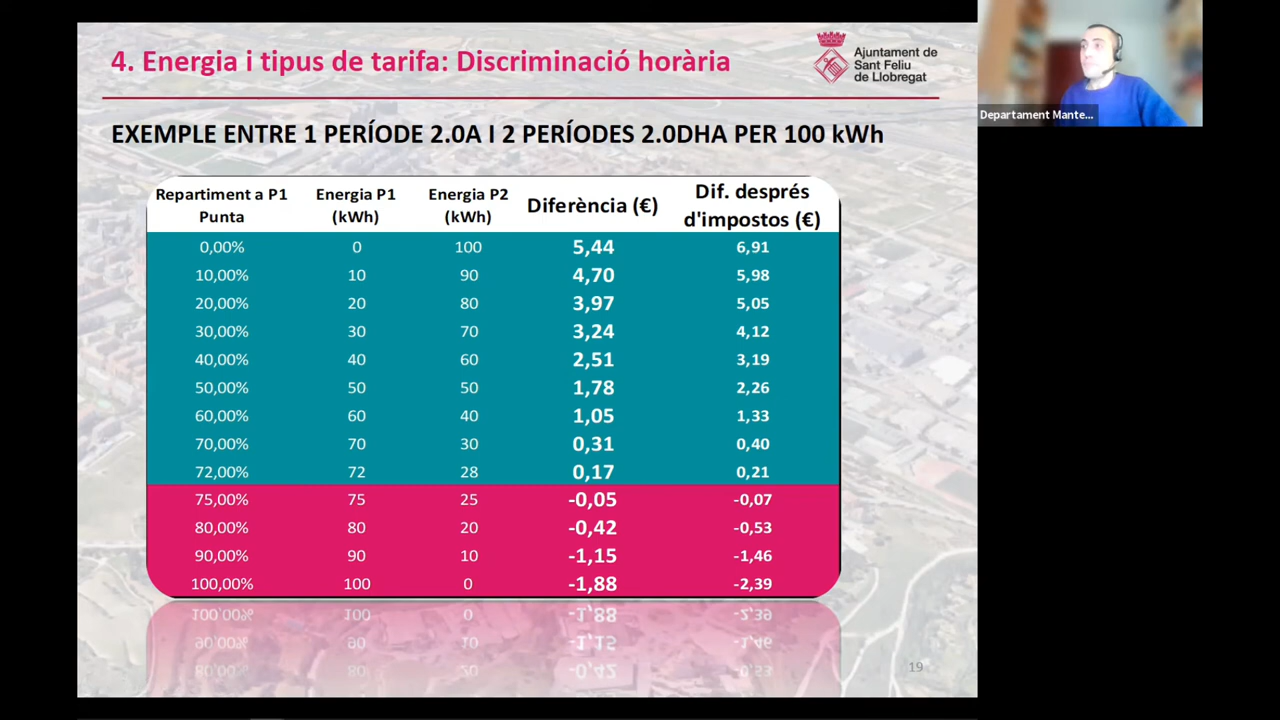 4. Energia i tipus de tarifa: Discriminació horària
Ajuntament de
Sant Feliu
de Llobregat
Departament Mante...
EXEMPLE ENTRE 1 PERÍODE 2.0A I 2 PERÍODES 2.0DHA PER 100 kWh
Repartiment a P1 Punta Energia P1 (kWh) Energia P2 (kWh) Diferència (€) Dif. després d'impostos (€)
0,00% 0 100 5,44 6,91
10,00% 10 90 4,70 5,98
20,00% 20 80 3,97 5,05
30,00% 30 70 3,24 4,12
40,00% 40 60 2,51 3,19
50,00% 50 50 1,78 2,26
60,00% 60 40 1,05 1,33
70,00% 70 30 0,31 0,40
72,00% 72 28 0,17 0,21
75,00% 75 25 -0,05 -0,07
80,00% 80 20 -0,42 -0,53
90,00% 90 10 -1,15 -1,46
100,00% 100 0 -1,88 -2,39
19